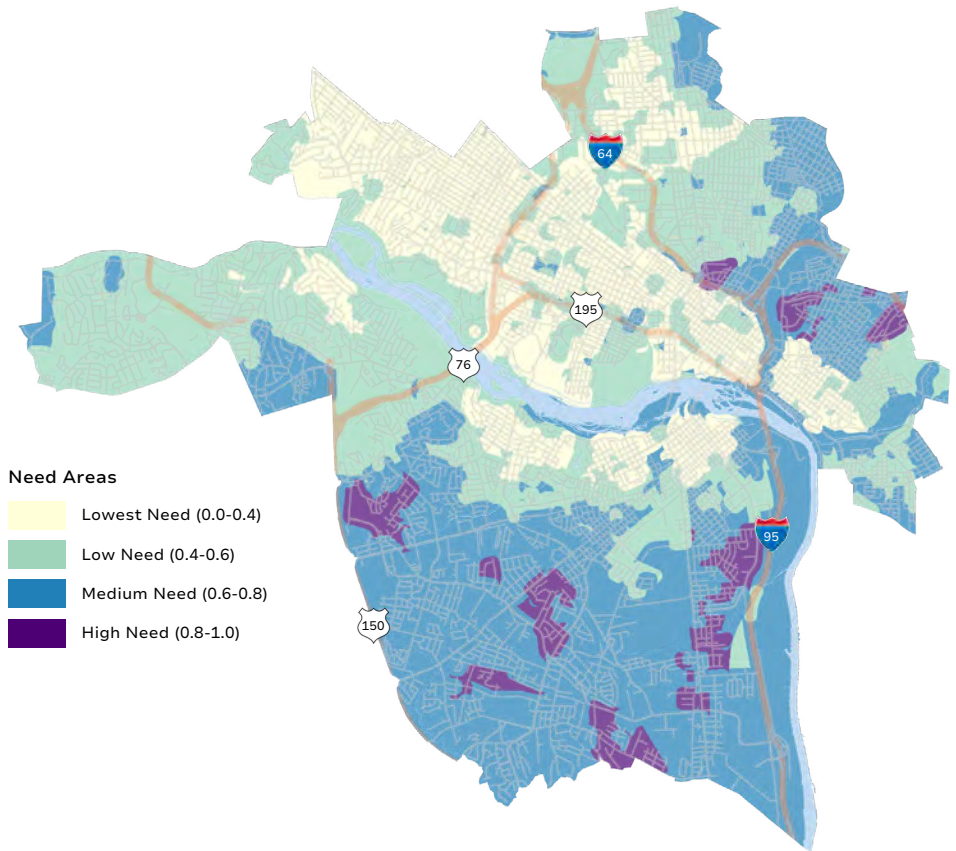 64
195
76
Need Areas
Lowest Need (0.0-0.4)
Low Need (0.4-0.6)
95
Medium Need (0.6-0.8)
150
High Need (0.8-1.0)